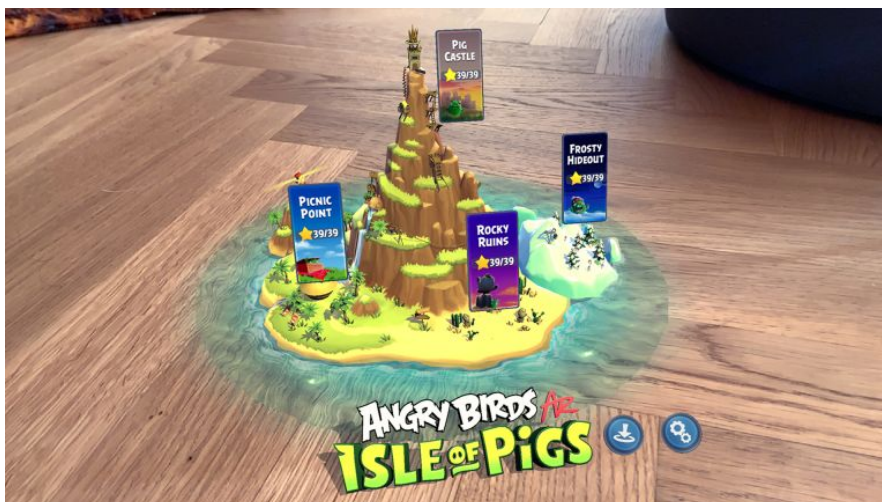 PIG
CASTLE
39/39
FROSTY
HIDEOUT
39/39
PICNIC
POINT
39/39
ROCKY
RUINS
39/39
ANGRY BIRDS AR
ISLE OF PIGS